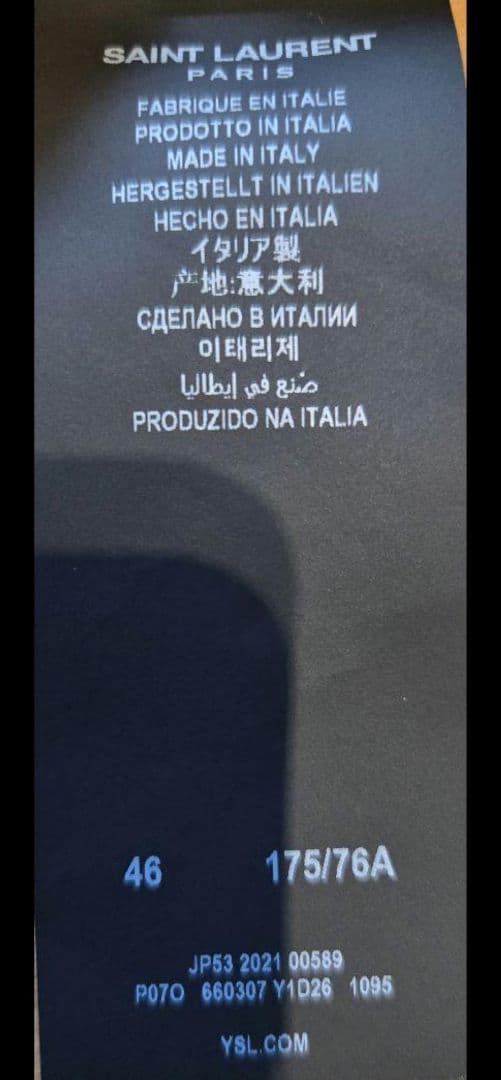 SAINT LAURENT
PARIS
FABRIQUE EN ITALIE
PRODOTTO IN ITALIA
MADE IN ITALY
HERGESTELLT IN ITALIEN
HECHO EN ITALIA
イタリア製
产地:意大利
СДЕЛАНО В ИТАЛИИ
이태리제
صنع في إيطاليا
PRODUZIDO NA ITALIA
46 175/76A
JP53 2021 00589
P07O 660307 Y1D26 1095
YSL.COM